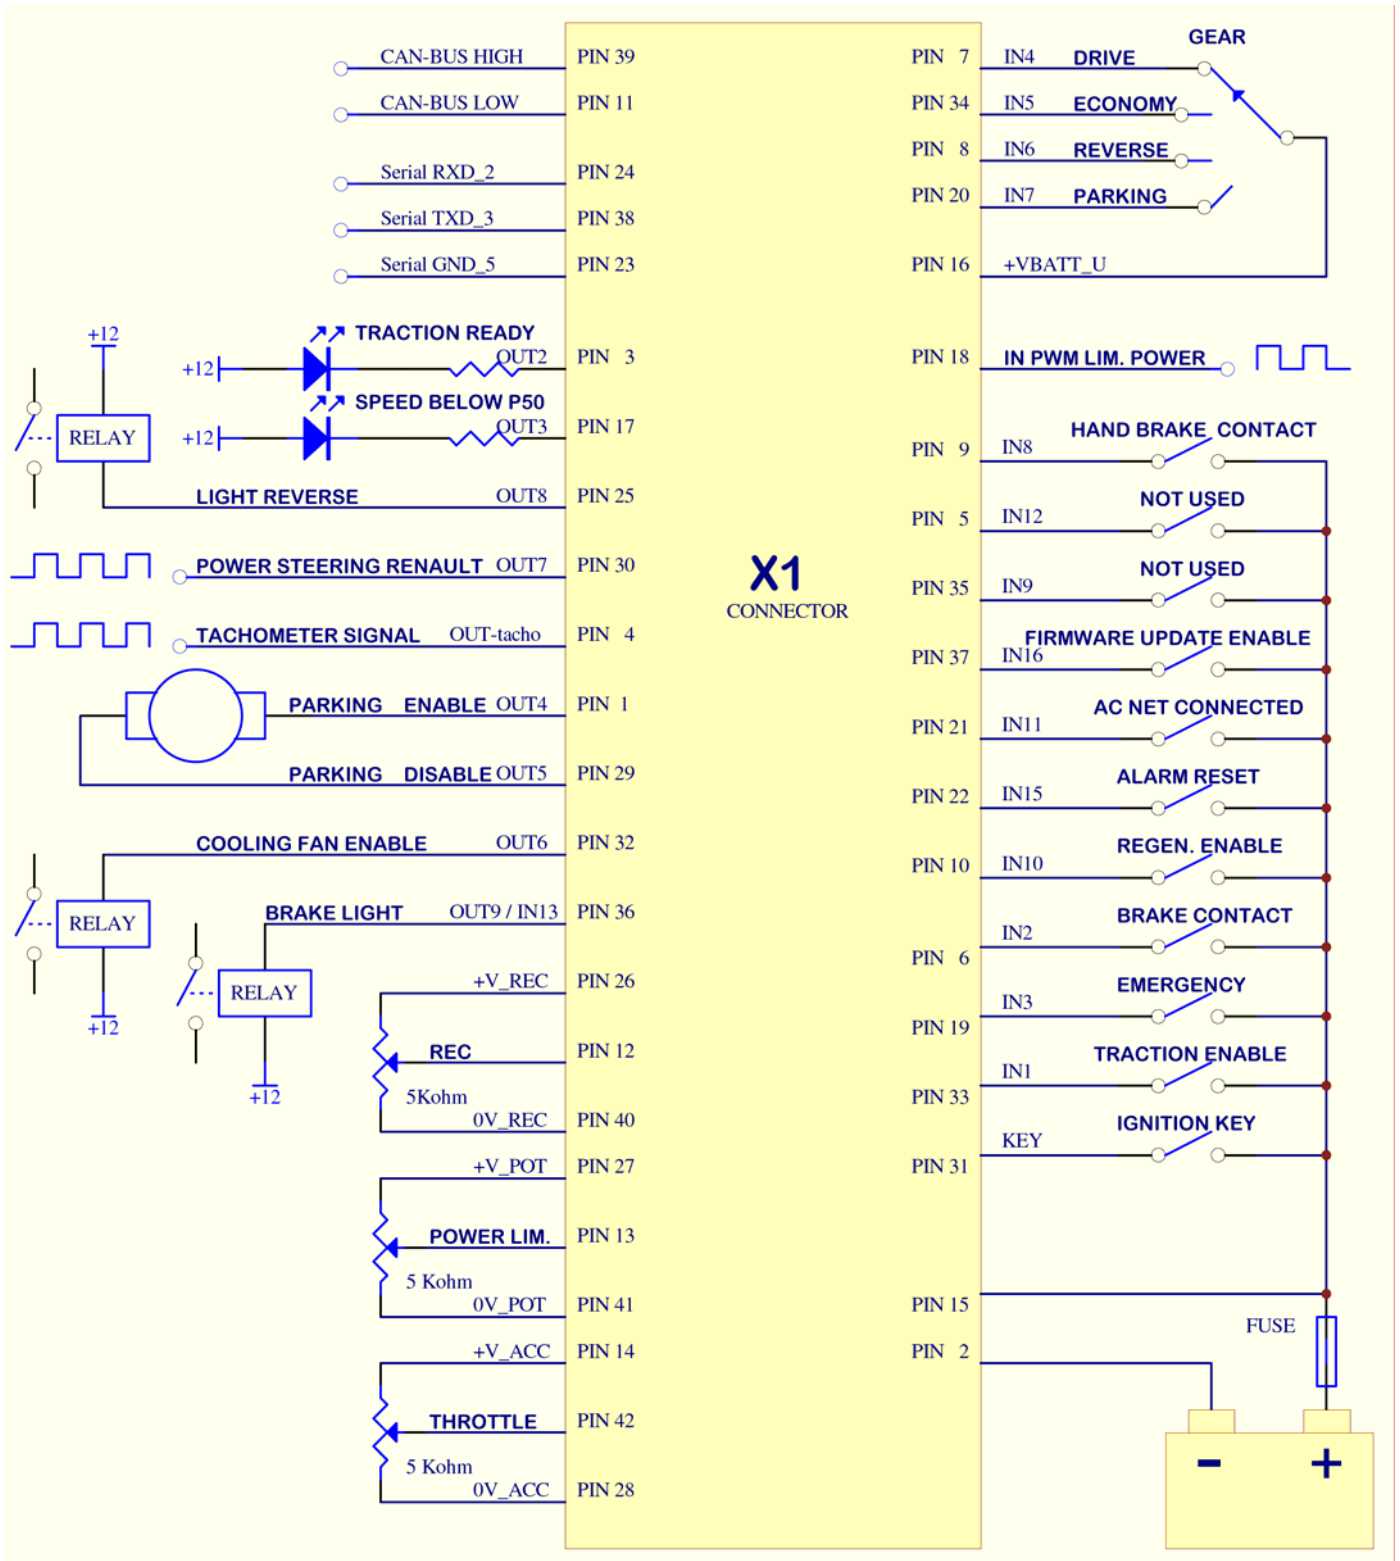 GEAR
CAN-BUS HIGH PIN 39 PIN 7 IN4 DRIVE
CAN-BUS LOW PIN 11 PIN 34 IN5 ECONOMY
PIN 8 IN6 REVERSE
Serial RXD_2 PIN 24
PIN 20 IN7 PARKING
Serial TXD_3 PIN 38
Serial GND_5 PIN 23 PIN 16 +VBATT_U
+12 TRACTION READY
OUT2 PIN 3 PIN 18 IN PWM LIM. POWER
+12
SPEED BELOW P50
OUT3 PIN 17
HAND BRAKE CONTACT
RELAY +12
PIN 9 IN8
LIGHT REVERSE OUT8 PIN 25
NOT USED
PIN 5 IN12
POWER STEERING RENAULT OUT7 PIN 30
NOT USED
X1
PIN 35 IN9
CONNECTOR
TACHOMETER SIGNAL OUT-tacho PIN 4
FIRMWARE UPDATE ENABLE
PIN 37 IN16
PARKING ENABLE OUT4 PIN 1
AC NET CONNECTED
PIN 21 IN11
PARKING DISABLE OUT5 PIN 29
ALARM RESET
PIN 22 IN15
COOLING FAN ENABLE OUT6 PIN 32
REGEN. ENABLE
PIN 10 IN10
BRAKE LIGHT OUT9 / IN13 PIN 36
BRAKE CONTACT
RELAY
IN2
PIN 6
+V_REC PIN 26
EMERGENCY
RELAY
IN3
+12
PIN 19
REC PIN 12
TRACTION ENABLE
IN1
+12
5Kohm
PIN 33
0V_REC PIN 40
IGNITION KEY
KEY
+V_POT PIN 27 PIN 31
POWER LIM. PIN 13
5 Kohm
0V_POT PIN 41 PIN 15
FUSE
+V_ACC PIN 14 PIN 2
THROTTLE PIN 42
5 Kohm
- +
0V_ACC PIN 28